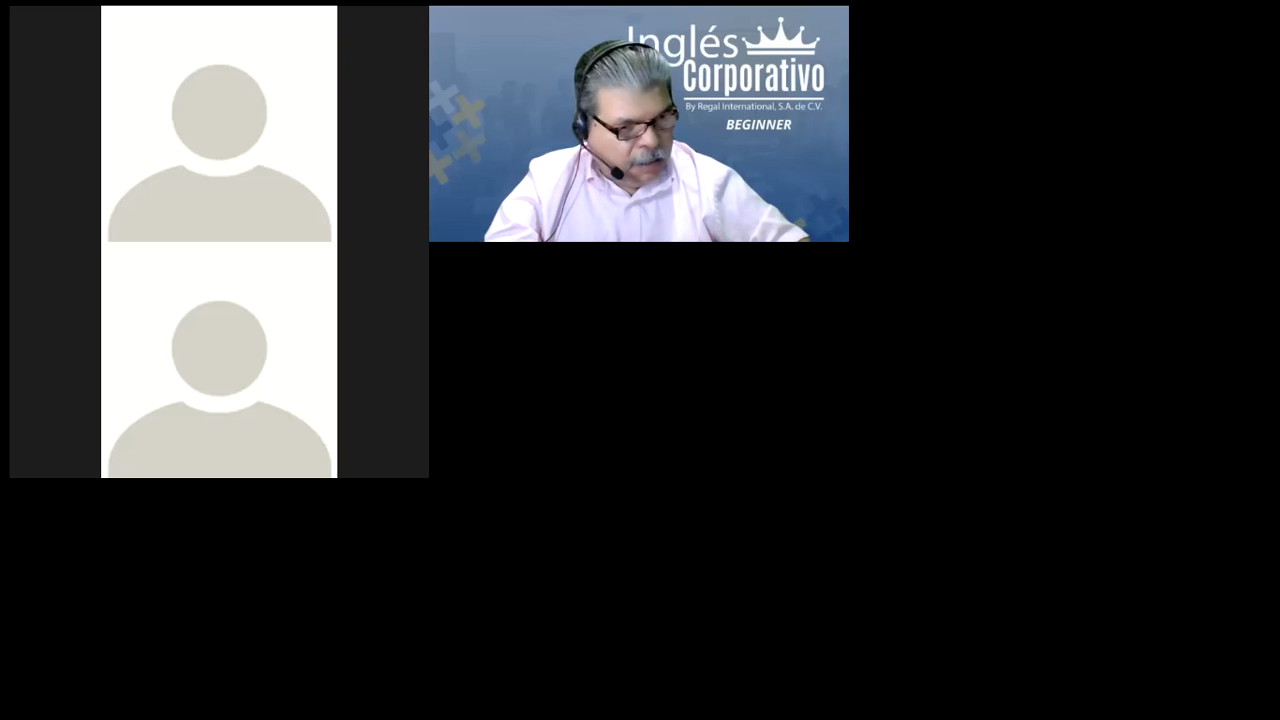 Inglés
Corporativo
By Regal International, S.A. de C.V.
BEGINNER